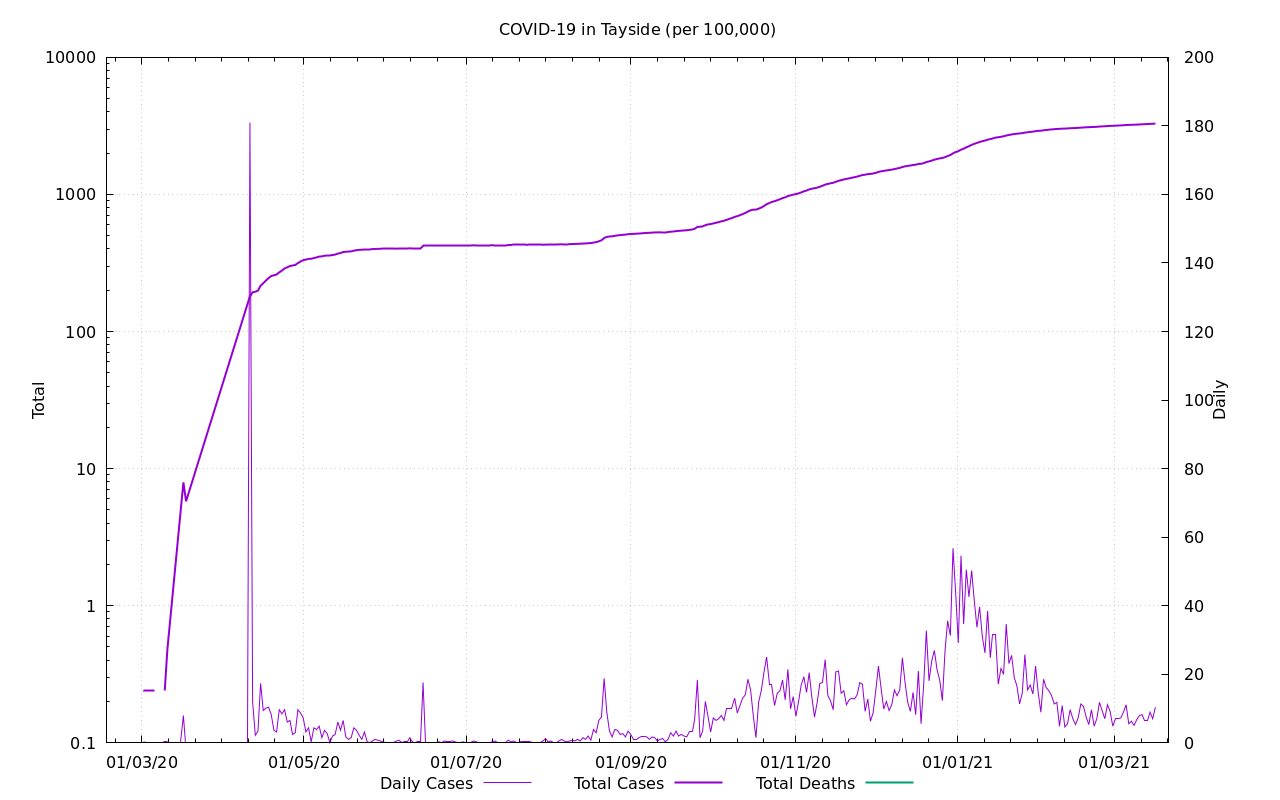 COVID-19 in Tayside (per 100,000)
10000 200
180
1000 160
140
100 120
Total 100 Daily
10 80
60
1 40
20
0.1 0
01/03/20 01/05/20 01/07/20 01/09/20 01/11/20 01/01/21 01/03/21
Daily Cases Total Cases Total Deaths